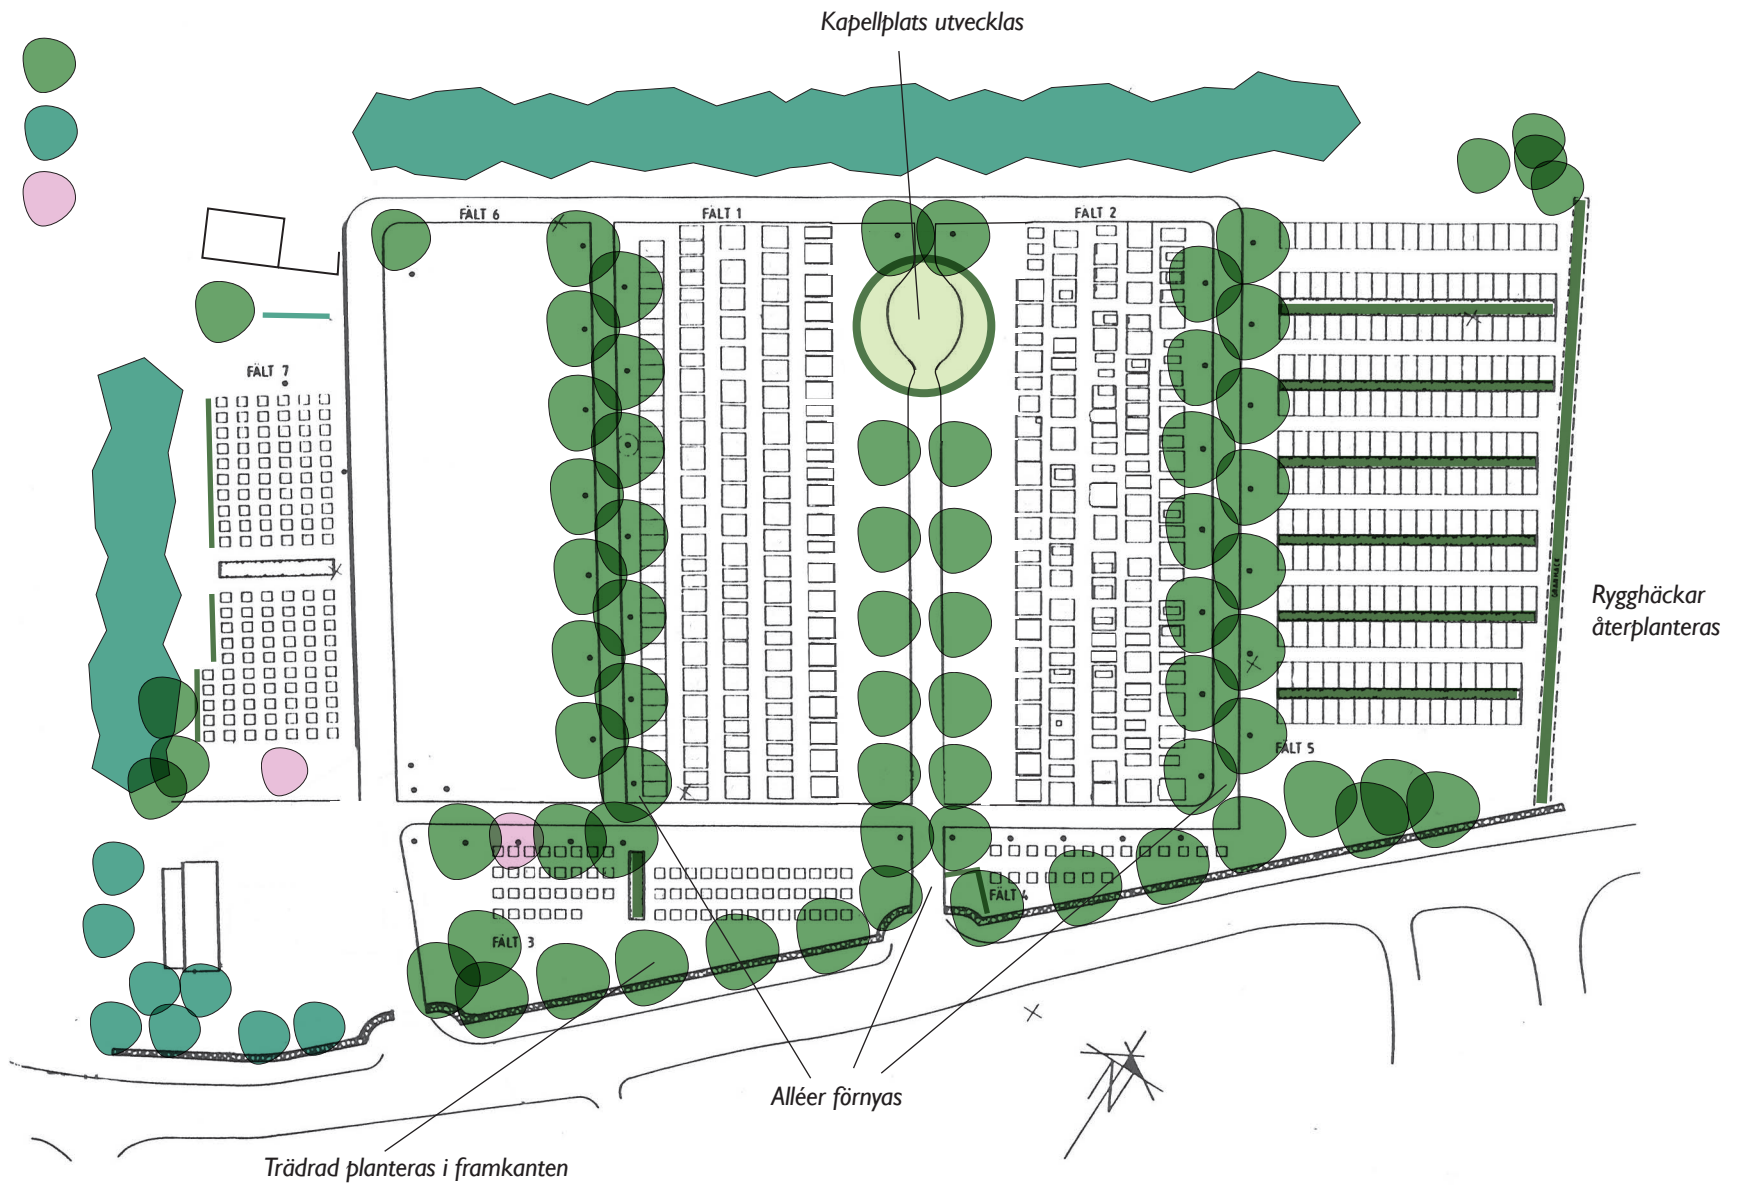 Kapellplats utvecklas
FÄLT 6
FÄLT 1
FÄLT 2
FÄLT 7
Rygghäckar
återplanteras
FÄLT 5
FÄLT 4
FÄLT 3
Alléer förnyas
Trädrad planteras i framkanten